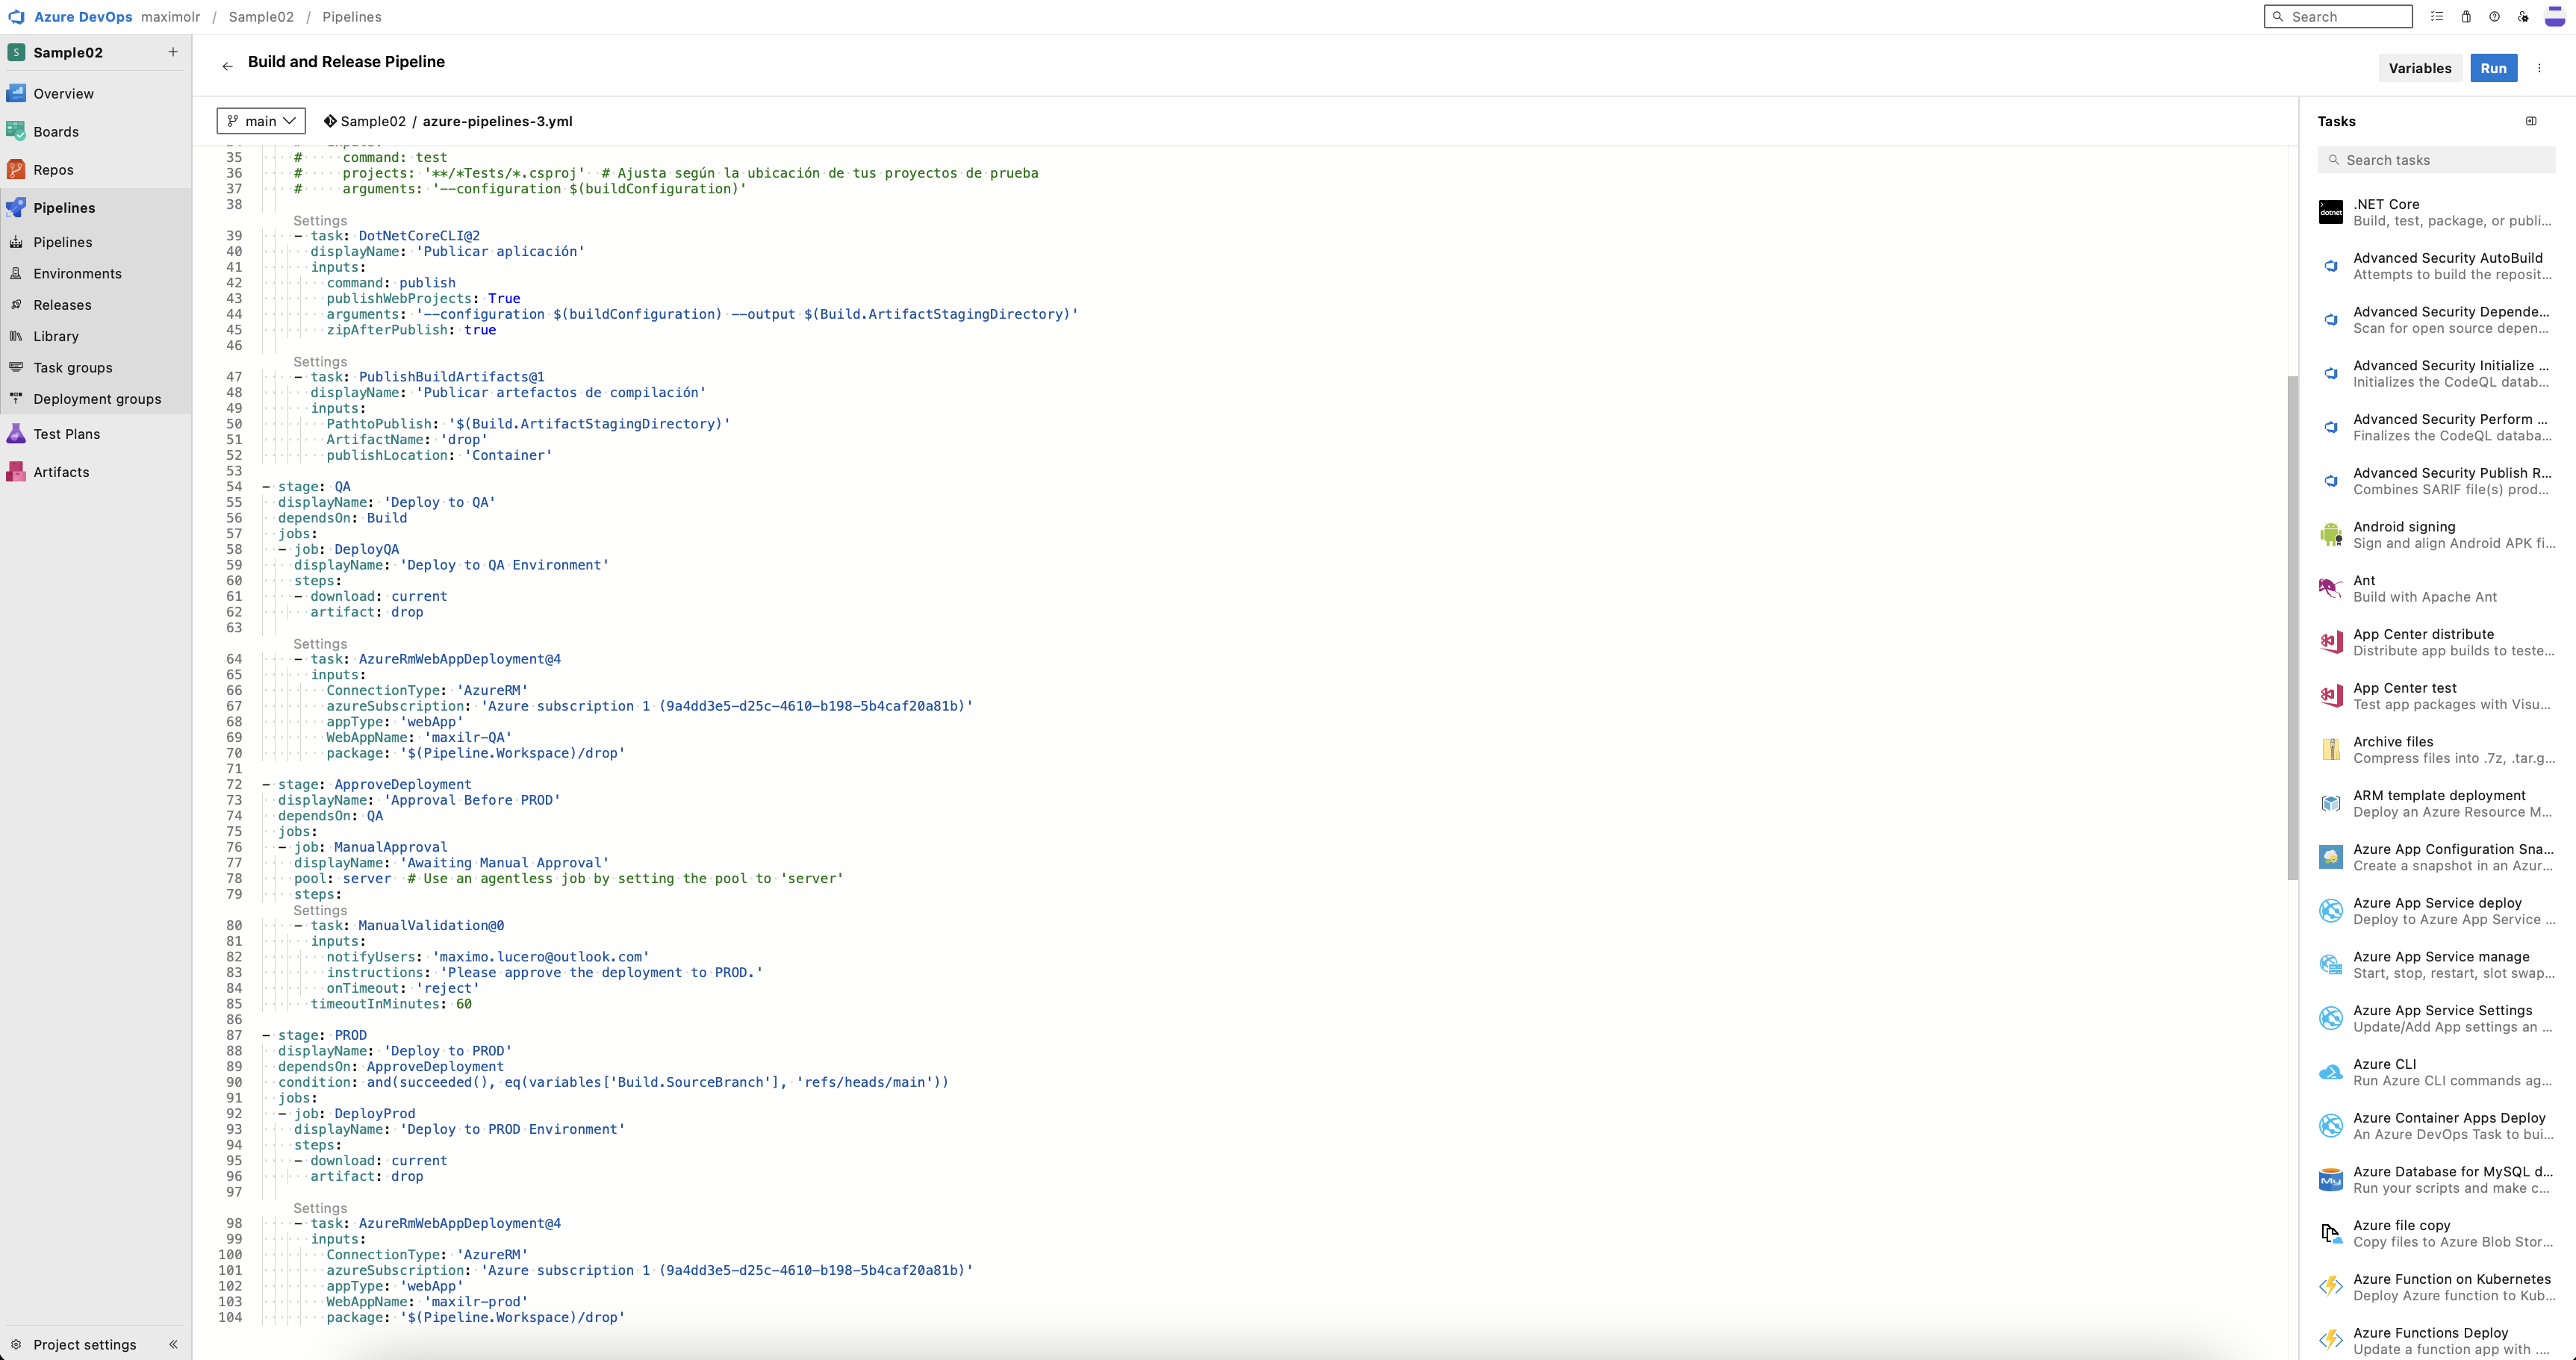 Azure DevOps maximolr / Sample02 / Pipelines
Search
S Sample02 +
Overview
Boards
Repos
Pipelines
Pipelines
Environments
Releases
Library
Task groups
Deployment groups
Test Plans
Artifacts
Project settings
Build and Release Pipeline
Variables
Run
main
Sample02 / azure-pipelines-3.yml
35 # command: test
36 # projects: '**/*Tests/*.csproj' # Ajusta según la ubicación de tus proyectos de prueba
37 # arguments: '--configuration $(buildConfiguration)'
38
Settings
39 - task: DotNetCoreCLI@2
40 displayName: 'Publicar aplicación'
41 inputs:
42 command: publish
43 publishWebProjects: True
44 arguments: '--configuration $(buildConfiguration) --output $(Build.ArtifactStagingDirectory)'
45 zipAfterPublish: true
46
Settings
47 - task: PublishBuildArtifacts@1
48 displayName: 'Publicar artefactos de compilación'
49 inputs:
50 PathtoPublish: '$(Build.ArtifactStagingDirectory)'
51 ArtifactName: 'drop'
52 publishLocation: 'Container'
53
54 - stage: QA
55 displayName: 'Deploy to QA'
56 dependsOn: Build
57 jobs:
58 - job: DeployQA
59 displayName: 'Deploy to QA Environment'
60 steps:
61 - download: current
62 artifact: drop
63
Settings
64 - task: AzureRmWebAppDeployment@4
65 inputs:
66 ConnectionType: 'AzureRM'
67 azureSubscription: 'Azure subscription 1 (9a4dd3e5-d25c-4610-b198-5b4caf20a81b)'
68 appType: 'webApp'
69 WebAppName: 'maxilr-QA'
70 package: '$(Pipeline.Workspace)/drop'
71
72 - stage: ApproveDeployment
73 displayName: 'Approval Before PROD'
74 dependsOn: QA
75 jobs:
76 - job: ManualApproval
77 displayName: 'Awaiting Manual Approval'
78 pool: server # Use an agentless job by setting the pool to 'server'
79 steps:
Settings
80 - task: ManualValidation@0
81 inputs:
82 notifyUsers: 'maximo.lucero@outlook.com'
83 instructions: 'Please approve the deployment to PROD.'
84 onTimeout: 'reject'
85 timeoutInMinutes: 60
86
87 - stage: PROD
88 displayName: 'Deploy to PROD'
89 dependsOn: ApproveDeployment
90 condition: and(succeeded(), eq(variables['Build.SourceBranch'], 'refs/heads/main'))
91 jobs:
92 - job: DeployProd
93 displayName: 'Deploy to PROD Environment'
94 steps:
95 - download: current
96 artifact: drop
97
Settings
98 - task: AzureRmWebAppDeployment@4
99 inputs:
100 ConnectionType: 'AzureRM'
101 azureSubscription: 'Azure subscription 1 (9a4dd3e5-d25c-4610-b198-5b4caf20a81b)'
102 appType: 'webApp'
103 WebAppName: 'maxilr-prod'
104 package: '$(Pipeline.Workspace)/drop'
Tasks
Search tasks
dotnet
.NET Core
Build, test, package, or publi...
Advanced Security AutoBuild
Attempts to build the reposit...
Advanced Security Depende...
Scan for open source depen...
Advanced Security Initialize ...
Initializes the CodeQL datab...
Advanced Security Perform ...
Finalizes the CodeQL databa...
Advanced Security Publish R...
Combines SARIF file(s) prod...
Android signing
Sign and align Android APK fi...
Ant
Build with Apache Ant
App Center distribute
Distribute app builds to teste...
App Center test
Test app packages with Visu...
Archive files
Compress files into .7z, .tar.g...
ARM template deployment
Deploy an Azure Resource M...
Azure App Configuration Sna...
Create a snapshot in an Azur...
Azure App Service deploy
Deploy to Azure App Service ...
Azure App Service manage
Start, stop, restart, slot swap...
Azure App Service Settings
Update/Add App settings an ...
Azure CLI
Run Azure CLI commands ag...
Azure Container Apps Deploy
An Azure DevOps Task to bui...
My
Azure Database for MySQL d...
Run your scripts and make c...
Azure file copy
Copy files to Azure Blob Stor...
Azure Function on Kubernetes
Deploy Azure function to Kub...
Azure Functions Deploy
Update a function app with ....